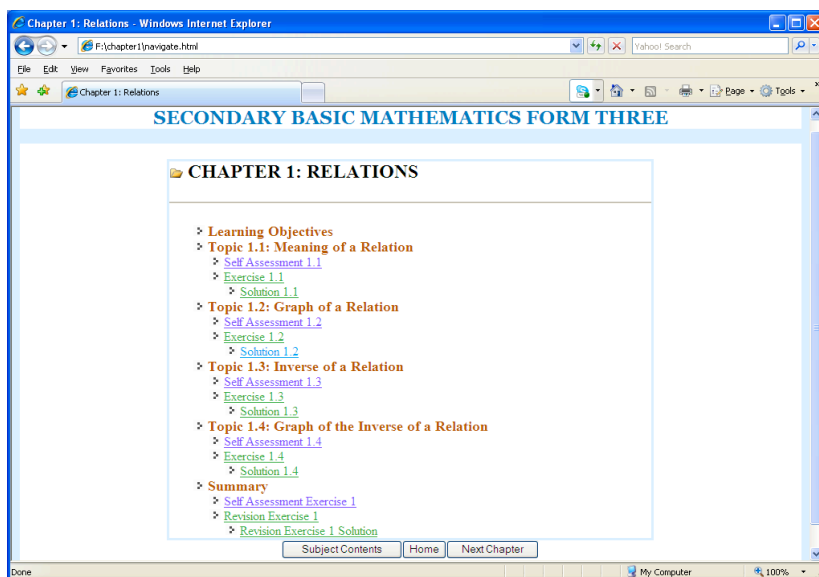 Chapter 1: Relations - Windows Internet Explorer
F:\chapter1\navigate.html
Yahoo! Search
File Edit View Favorites Tools Help
Chapter 1: Relations
Page Tools »
SECONDARY BASIC MATHEMATICS FORM THREE
CHAPTER 1: RELATIONS
Learning Objectives
Topic 1.1: Meaning of a Relation
Self Assessment 1.1
Exercise 1.1
Solution 1.1
Topic 1.2: Graph of a Relation
Self Assessment 1.2
Exercise 1.2
Solution 1.2
Topic 1.3: Inverse of a Relation
Self Assessment 1.3
Exercise 1.3
Solution 1.3
Topic 1.4: Graph of the Inverse of a Relation
Self Assessment 1.4
Exercise 1.4
Solution 1.4
Summary
Self Assessment Exercise 1
Revision Exercise 1
Revision Exercise 1 Solution
Subject Contents Home Next Chapter
Done My Computer 100%